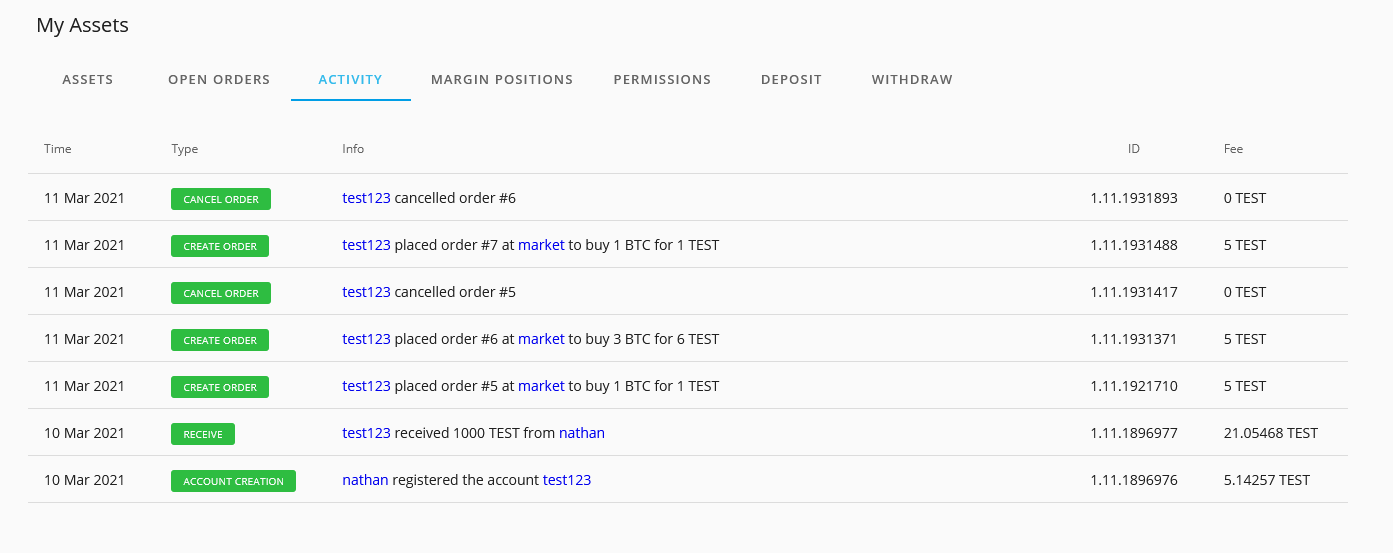 My Assets
ASSETS OPEN ORDERS ACTIVITY MARGIN POSITIONS PERMISSIONS DEPOSIT WITHDRAW
Time Type Info ID Fee
11 Mar 2021 CANCEL ORDER test123 cancelled order #6 1.11.1931893 0 TEST
11 Mar 2021 CREATE ORDER test123 placed order #7 at market to buy 1 BTC for 1 TEST 1.11.1931488 5 TEST
11 Mar 2021 CANCEL ORDER test123 cancelled order #5 1.11.1931417 0 TEST
11 Mar 2021 CREATE ORDER test123 placed order #6 at market to buy 3 BTC for 6 TEST 1.11.1931371 5 TEST
11 Mar 2021 CREATE ORDER test123 placed order #5 at market to buy 1 BTC for 1 TEST 1.11.1921710 5 TEST
10 Mar 2021 RECEIVE test123 received 1000 TEST from nathan 1.11.1896977 21.05468 TEST
10 Mar 2021 ACCOUNT CREATION nathan registered the account test123 1.11.1896976 5.14257 TEST